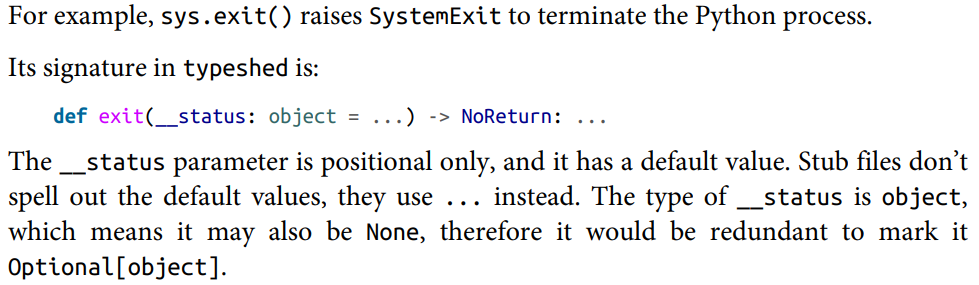 For example, sys.exit() raises SystemExit to terminate the Python process.
Its signature in typeshed is:
def exit(__status: object = ...) -> NoReturn: ...
The __status parameter is positional only, and it has a default value. Stub files don’t
spell out the default values, they use ... instead. The type of __status is object,
which means it may also be None, therefore it would be redundant to mark it
Optional[object].